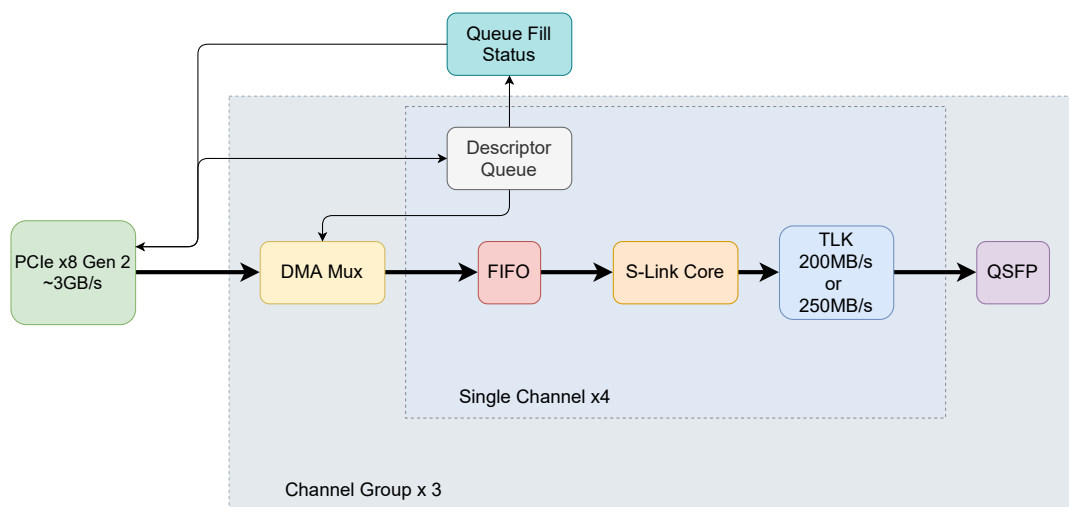 Queue Fill
Status
Descriptor
Queue
PCIe x8 Gen 2
~3GB/s
DMA Mux
FIFO
S-Link Core
TLK
200MB/s
or
250MB/s
QSFP
Single Channel x4
Channel Group x 3